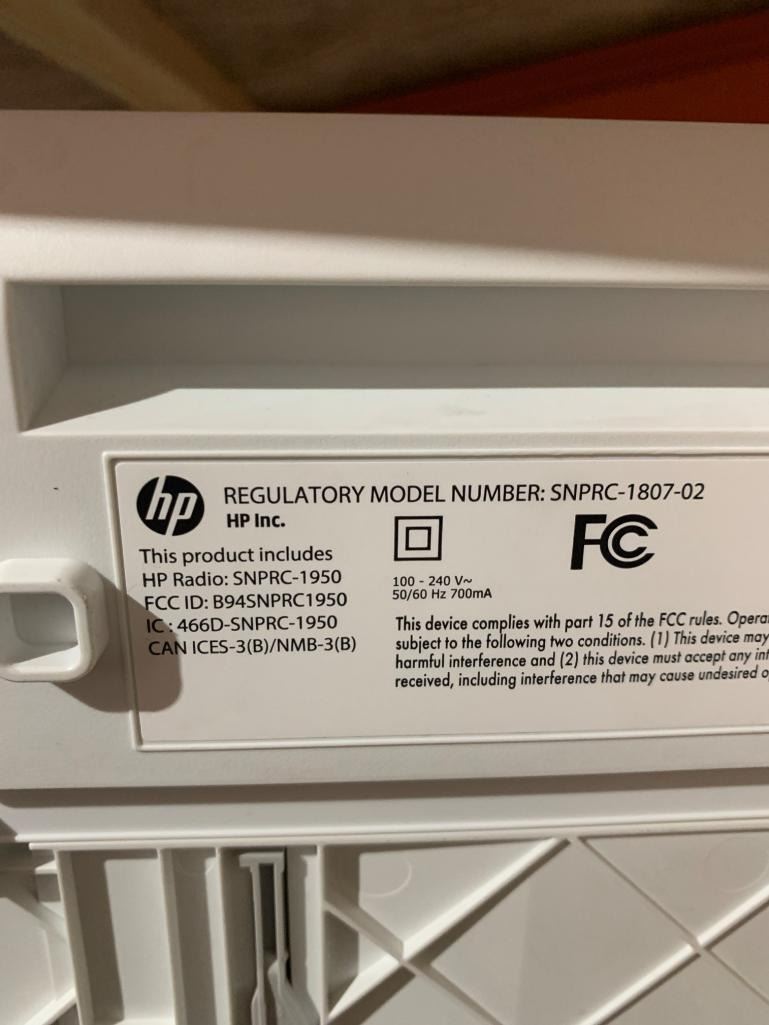 hp
REGULATORY MODEL NUMBER: SNPRC-1807-02
HP Inc.
This product includes
HP Radio: SNPRC-1950
FCC ID: B94SNPRC1950
IC : 466D-SNPRC-1950
CAN ICES-3(B)/NMB-3(B)
100 - 240 V~
50/60 Hz 700mA
FC
This device complies with part 15 of the FCC rules.
subject to the following two conditions. (1) This device may
harmful interference and (2) this device must accept any
received, including interference that may cause undesired